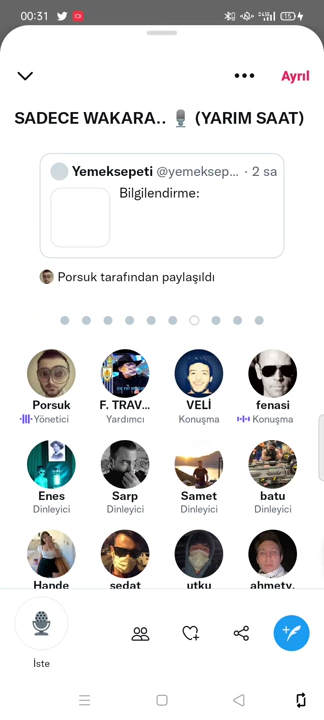 00:31
15
Ayrıl
SADECE WAKARA.. 🎙 (YARIM SAAT)
Yemeksepeti @yemeksep... · 2 sa
Bilgilendirme:
Porsuk tarafından paylaşıldı
Porsuk F. TRAV... VELİ fenasi
Yönetici Yardımcı Konuşma Konuşma
Enes Sarp Samet batu
Dinleyici Dinleyici Dinleyici Dinleyici
Hande sedat utku ahmety.
İste